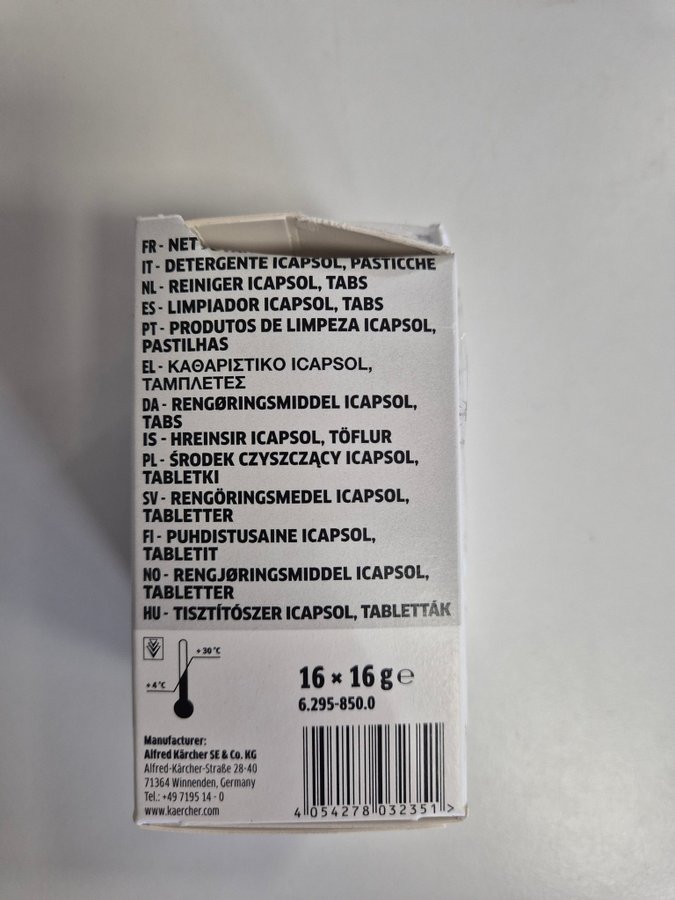 FR - NET
IT - DETERGENTE ICAPSOL, PASTICCHE
NL - REINIGER ICAPSOL, TABS
ES - LIMPIADOR ICAPSOL, TABS
PT - PRODUTOS DE LIMPEZA ICAPSOL,
PASTILHAS
EL - ΚΑΘΑΡΙΣΤΙΚΟ ICAPSOL,
ΤΑΜΠΛΕΤΕΣ
DA - RENGØRINGSMIDDEL ICAPSOL,
TABS
IS - HREINSIR ICAPSOL, TÖFLUR
PL - ŚRODEK CZYSZCZĄCY ICAPSOL,
TABLETKI
SV - RENGÖRINGSMEDEL ICAPSOL,
TABLETTER
FI - PUHDISTUSAINE ICAPSOL,
TABLETIT
NO - RENGJØRINGSMIDDEL ICAPSOL,
TABLETTER
HU - TISZTÍTÓSZER ICAPSOL, TABLETTÁK
+ 30 °C
+ 4°C
16 × 16 g ℮
6.295-850.0
Manufacturer:
Alfred Kärcher SE & Co. KG
Alfred-Kärcher-Straße 28-40
71364 Winnenden, Germany
Tel.: +49 7195 14 - 0
www.kaercher.com
4 054278 032351 >